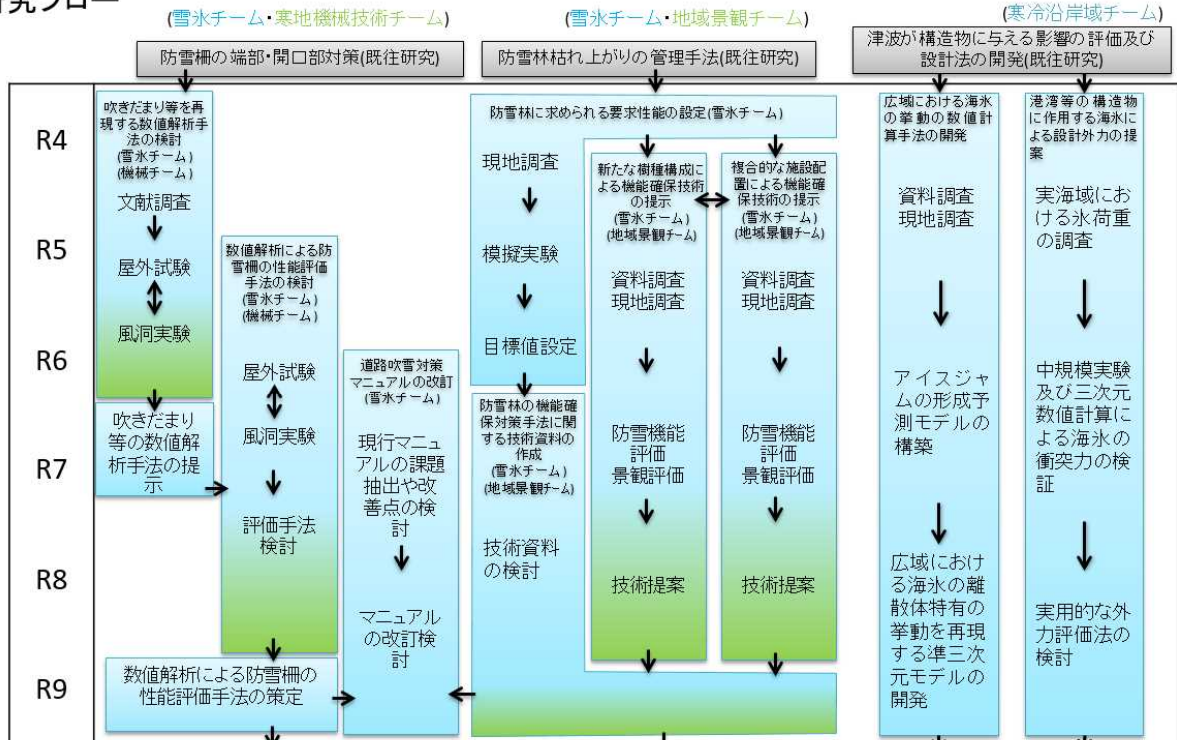 究フロー
(雪氷チーム・寒地機械技術チーム)
(雪氷チーム・地域景観チーム)
(寒冷沿岸域チーム)
防雪柵の端部・開口部対策(既往研究)
防雪林枯れ上がりの管理手法(既往研究)
津波が構造物に与える影響の評価及び
設計法の開発(既往研究)
R4
R5
R6
R7
R8
R9
吹きだまり等を再
現する数値解析手
法の検討
(雪氷チーム)
(機械チーム)
文献調査
屋外試験
風洞実験
吹きだまり
等の数値解
析手法の提
示
数値解析による防
雪柵の性能評価
手法の検討
(雪氷チーム)
(機械チーム)
屋外試験
風洞実験
評価手法
検討
数値解析による防雪柵の
性能評価手法の策定
道路吹雪対策
マニュアルの改訂
(雪氷チーム)
現行マニュ
アルの課題
抽出や改
善点の検
討
マニュアル
の改訂検
討
防雪林に求められる要求性能の設定(雪氷チーム)
現地調査
模擬実験
目標値設定
防雪林の機能確
保対策手法に関
する技術資料の
作成
(雪氷チーム)
(地域景観チーム)
技術資料
の検討
新たな樹種構成に
よる機能確保技術
の提示
(雪氷チーム)
(地域景観チーム)
資料調査
現地調査
防雪機能
評価
景観評価
技術提案
複合的な施設配
置による機能確
保技術の提示
(雪氷チーム)
(地域景観チーム)
資料調査
現地調査
防雪機能
評価
景観評価
技術提案
広域における海氷
の挙動の数値計
算手法の開発
資料調査
現地調査
アイスジャ
ムの形成予
測モデルの
構築
広域におけ
る海氷の離
散体特有の
挙動を再現
する準三次
元モデルの
開発
港湾等の構造物
に作用する海氷に
よる設計外力の提
案
実海域にお
ける氷荷重
の調査
中規模実験
及び三次元
数値計算に
よる海氷の
衝突力の検
証
実用的な外
力評価法の
検討